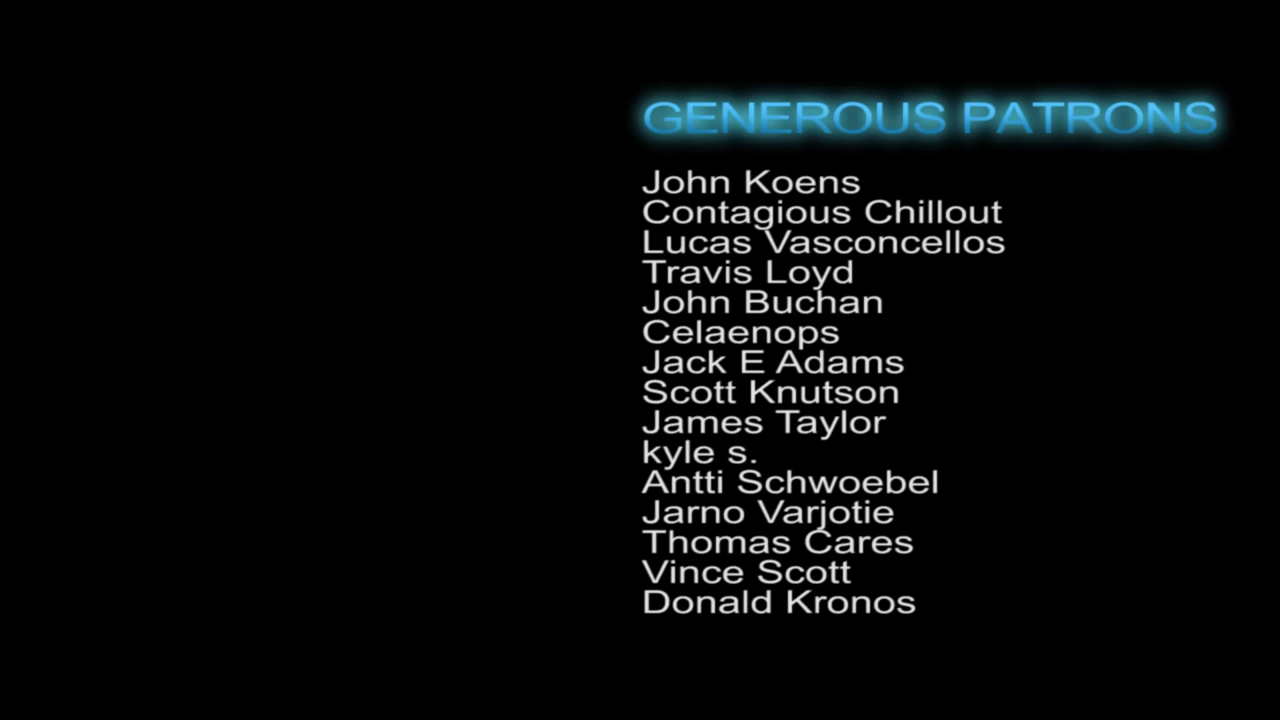 GENEROUS PATRONS
John Koens
Contagious Chillout
Lucas Vasconcellos
Travis Loyd
John Buchan
Celaenops
Jack E Adams
Scott Knutson
James Taylor
kyle s.
Antti Schwoebel
Jarno Varjotie
Thomas Cares
Vince Scott
Donald Kronos